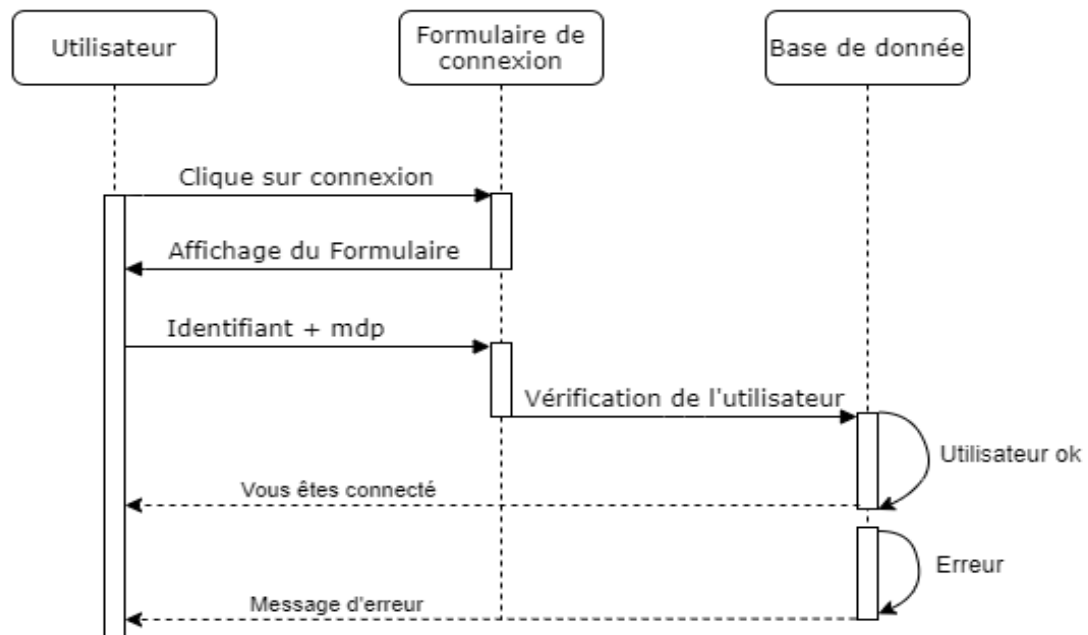 Utilisateur
Formulaire de
connexion
Base de donnée
Clique sur connexion
Affichage du Formulaire
Identifiant + mdp
Vérification de l'utilisateur
Utilisateur ok
Vous êtes connecté
Erreur
Message d'erreur